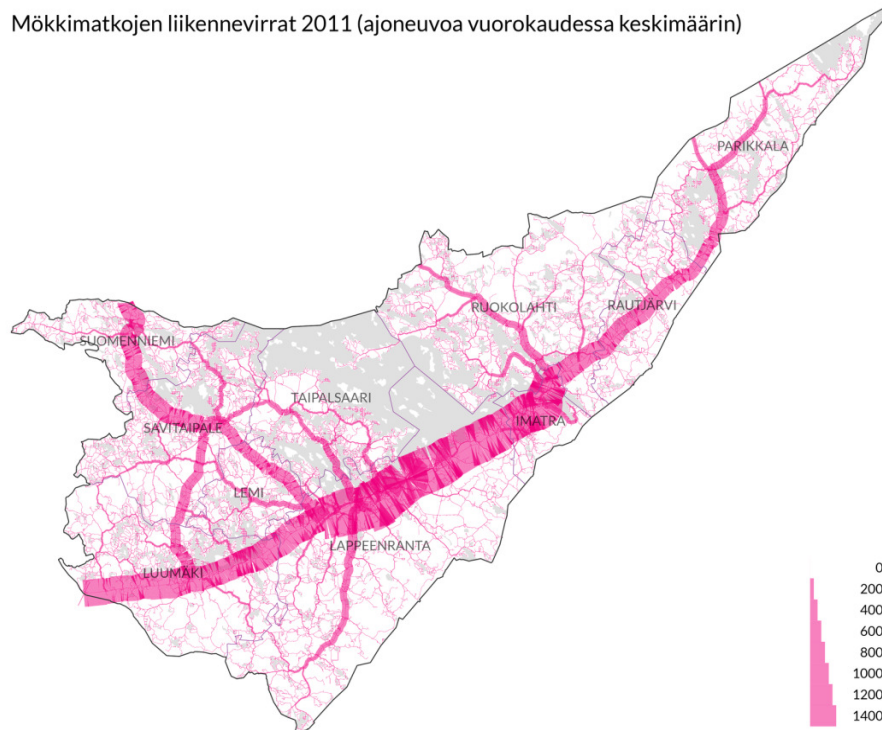 Mökkimatkojen liikennevirrat 2011 (ajoneuvoa vuorokaudessa keskimäärin)
PARIKKALA
RUOKOLAHTI
RAUTJÄRVI
SUOMENNIEMI
TAIPALSAARI
SAVITAIPALE
IMATRA
LEMI
LAPPEENRANTA
LUUMÄKI
0
200
400
600
800
1000
1200
1400